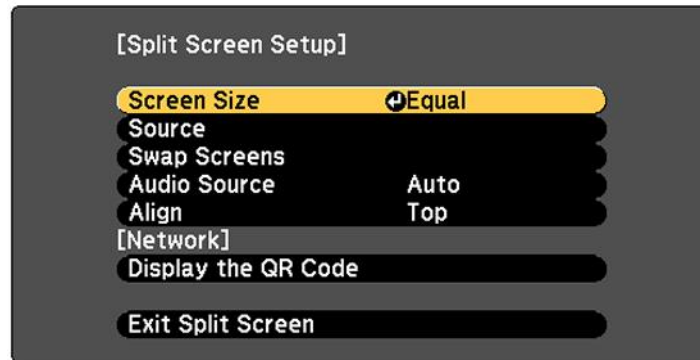 [Split Screen Setup]
Screen Size Equal
Source
Swap Screens
Audio Source Auto
Align Top
[Network]
Display the QR Code
Exit Split Screen